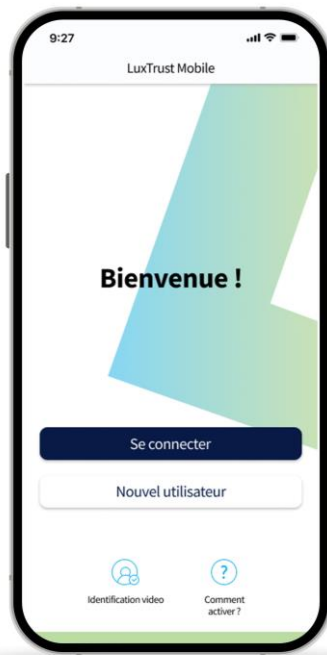 9:27
LuxTrust Mobile
Bienvenue !
Se connecter
Nouvel utilisateur
Identification video
Comment
activer ?